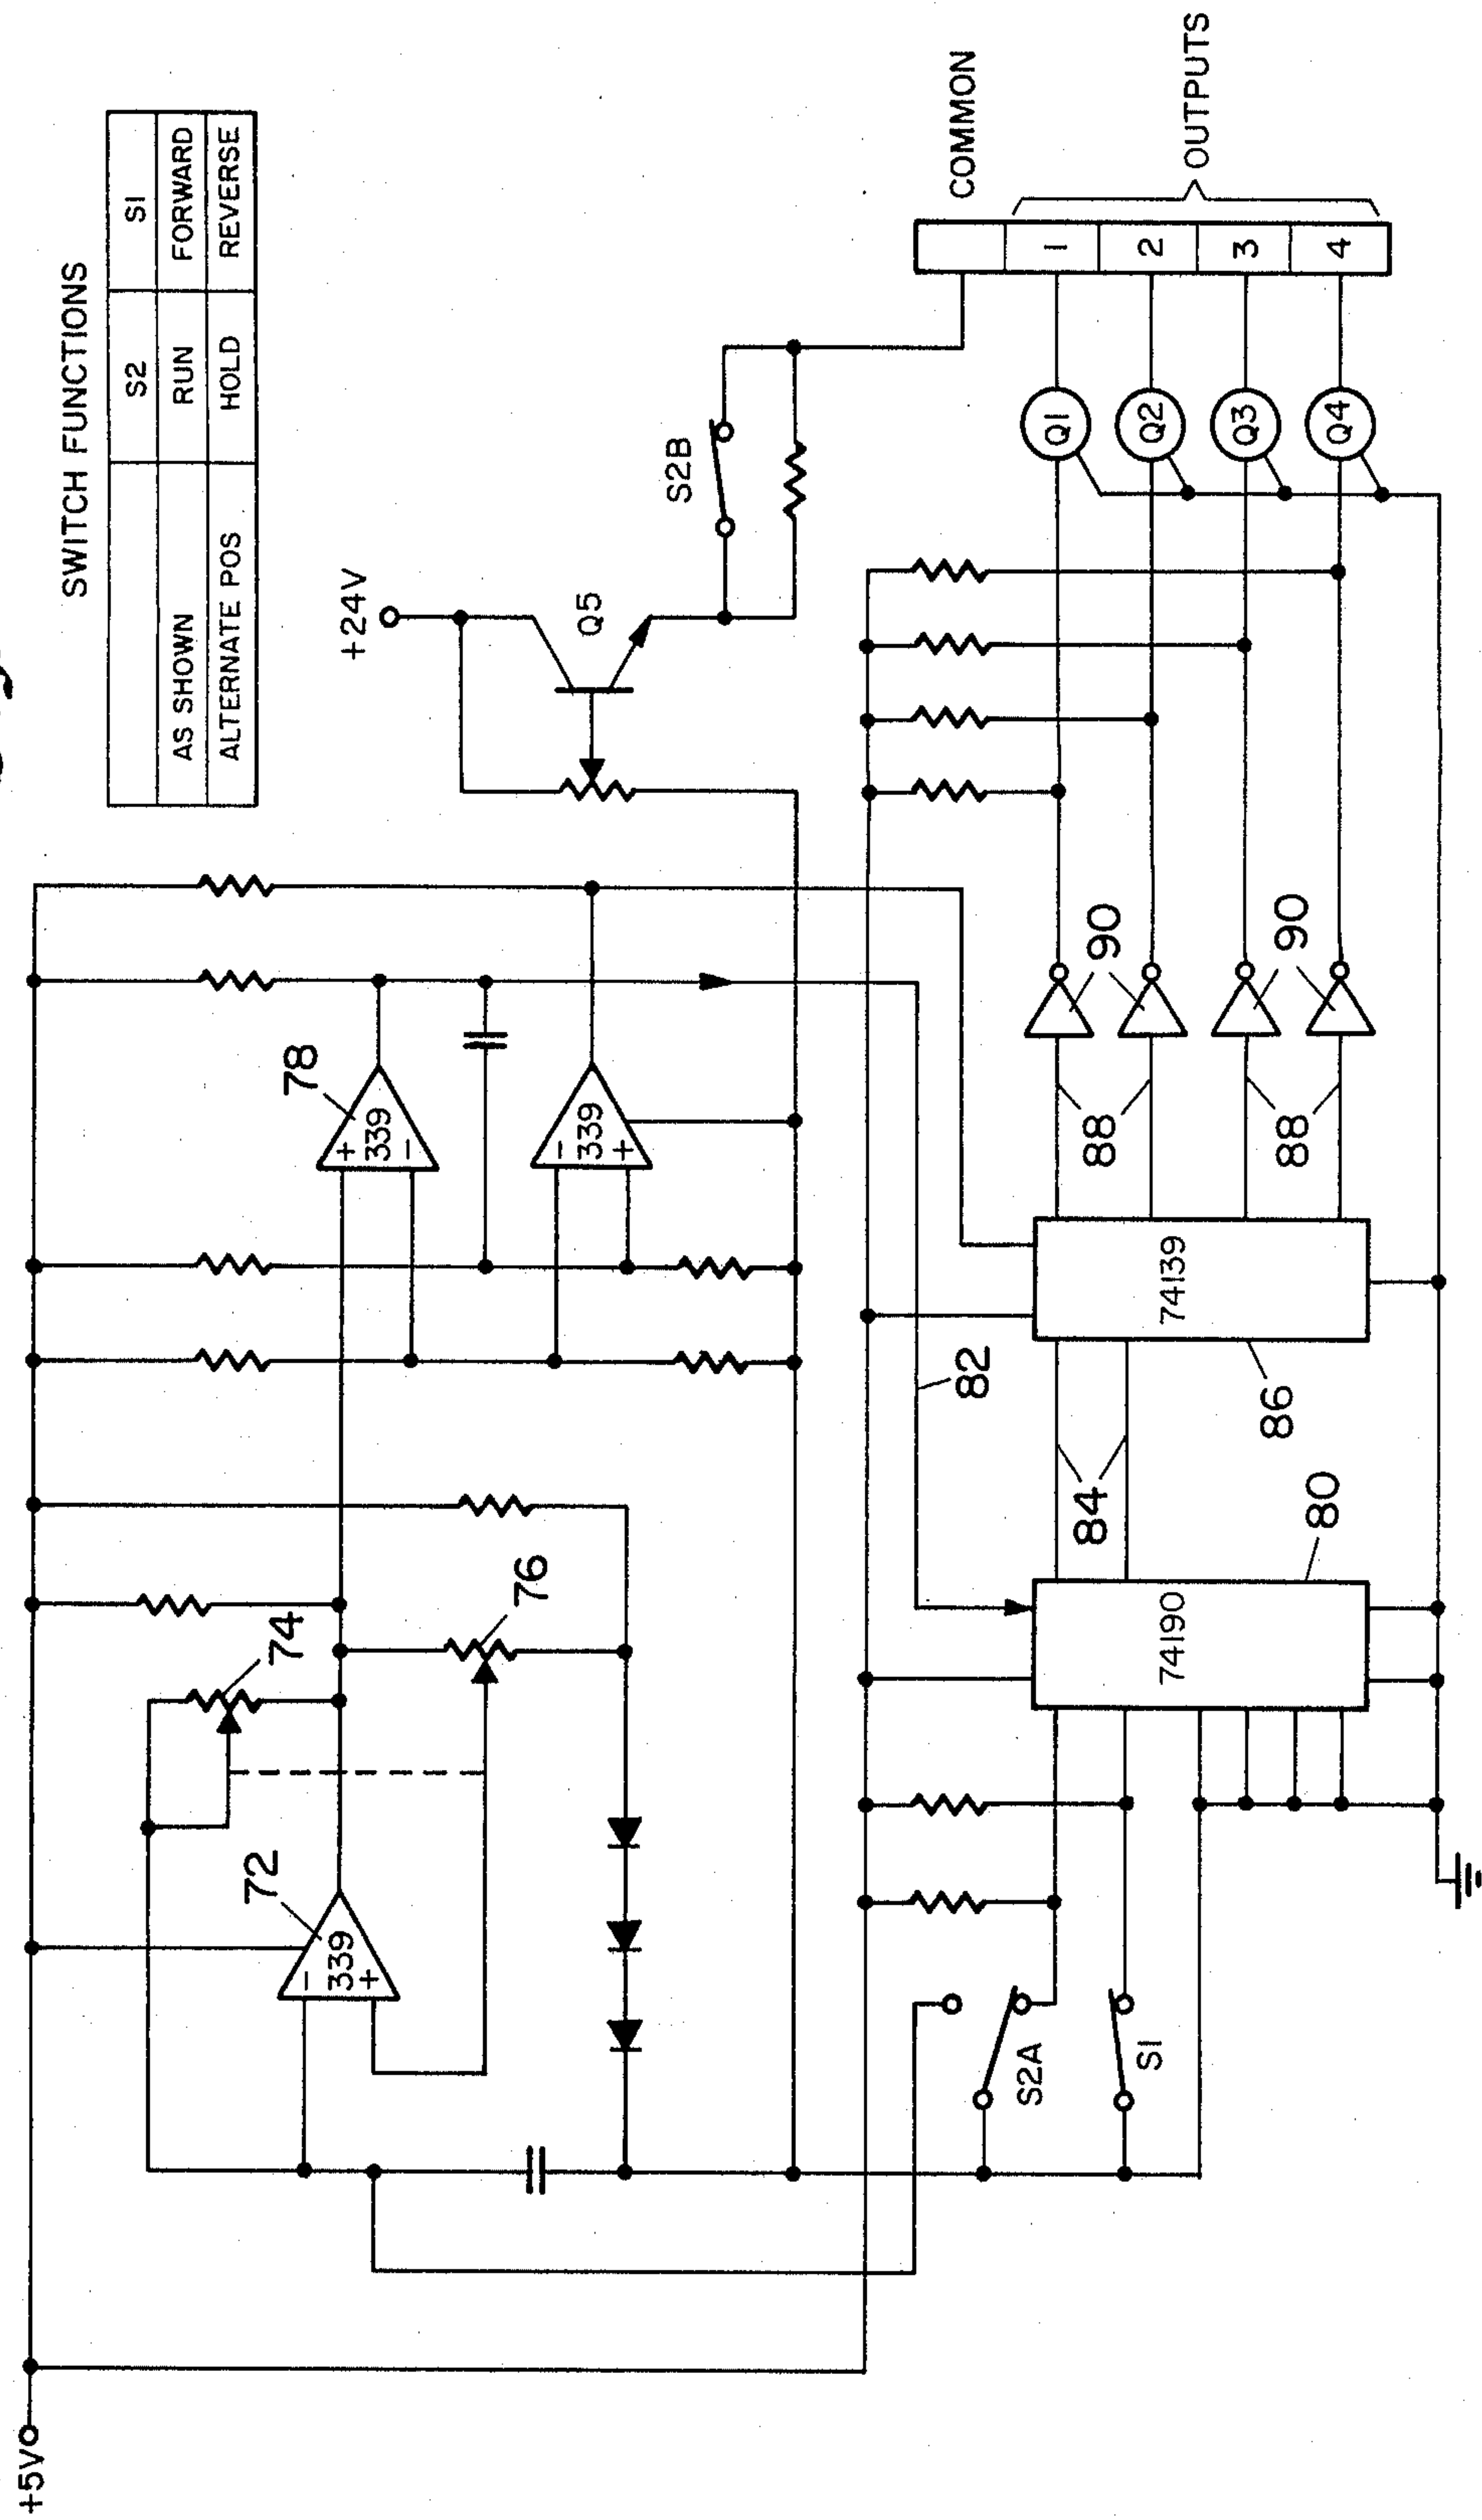 SWITCH FUNCTIONS
S2 S1
AS SHOWN RUN FORWARD
ALTERNATE POS HOLD REVERSE
+5V
+24V
72
74
76
78
339
-
+
339
+
-
339
-
+
Q5
S2B
COMMON
82
S2A
S1
74190
80
84
74139
86
88
88
90
90
Q1
Q2
Q3
Q4
1
2
3
4
OUTPUTS